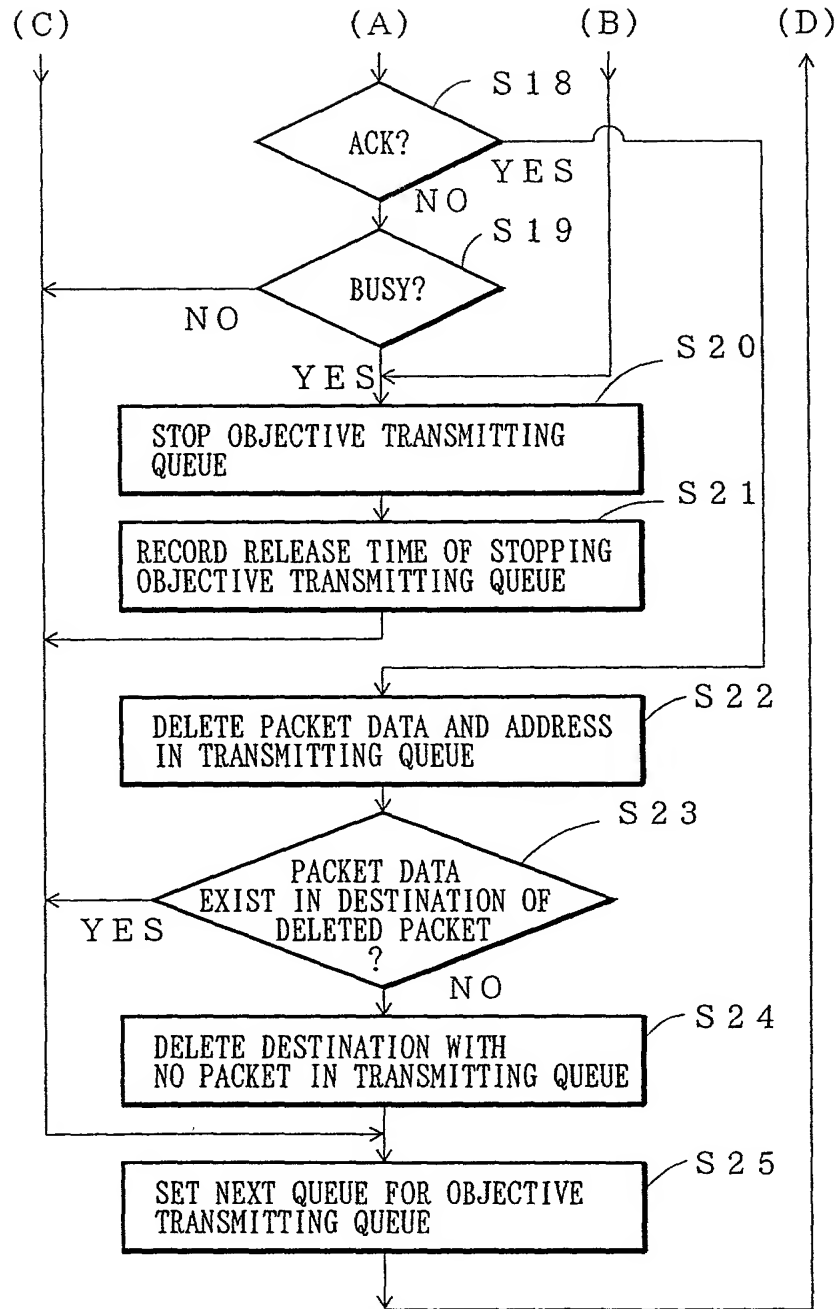 (C) (A) (B) (D)
S18
ACK?
YES
NO
S19
BUSY?
NO
YES
S20
STOP OBJECTIVE TRANSMITTING
QUEUE
S21
RECORD RELEASE TIME OF STOPPING
OBJECTIVE TRANSMITTING QUEUE
S22
DELETE PACKET DATA AND ADDRESS
IN TRANSMITTING QUEUE
S23
PACKET DATA
EXIST IN DESTINATION OF
DELETED PACKET
?
YES
NO
S24
DELETE DESTINATION WITH
NO PACKET IN TRANSMITTING QUEUE
S25
SET NEXT QUEUE FOR OBJECTIVE
TRANSMITTING QUEUE